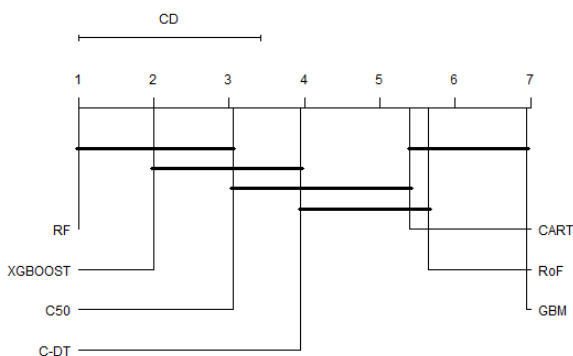 CD
1 2 3 4 5 6 7
RF CART
XGBOOST RoF
C50 GBM
C-DT